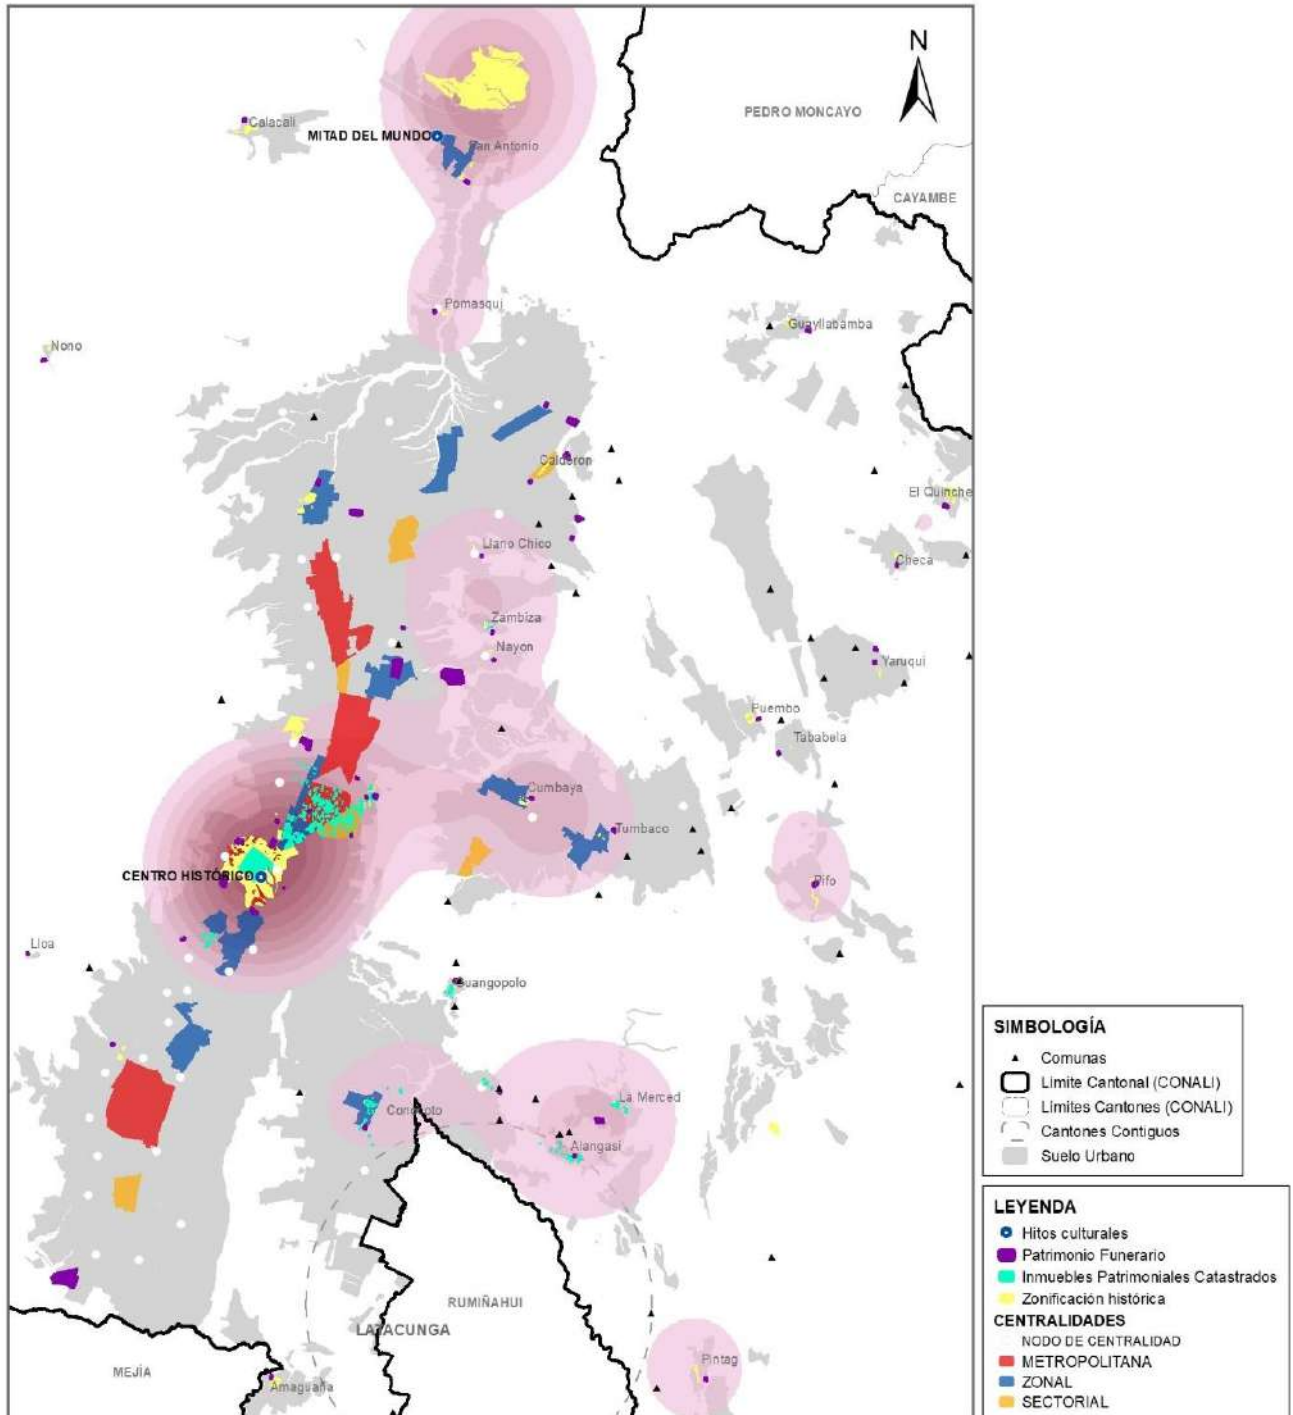 N
PEDRO MONCAYO
Calacali
MITAD DEL MUNDO
San Antonio
CAYAMBE
Pomasqui
Guayllabamba
Nono
Calderon
El Quinche
Llano Chico
Checa
Zambiza
Nayon
Yaruqui
Puembo
Tababela
Cumbaya
Tumbaco
CENTRO HISTÓRICO
Pifo
Lloa
Guangopolo
La Merced
Conocoto
Alangasi
RUMIÑAHUI
LATACUNGA
MEJÍA
Pintag
Amaguaña
SIMBOLOGÍA
Comunas
Limite Cantonal (CONALI)
Limites Cantones (CONALI)
Cantones Contiguos
Suelo Urbano
LEYENDA
Hitos culturales
Patrimonio Funerario
Inmuebles Patrimoniales Catastrados
Zonificación histórica
CENTRALIDADES
NODO DE CENTRALIDAD
METROPOLITANA
ZONAL
SECTORIAL